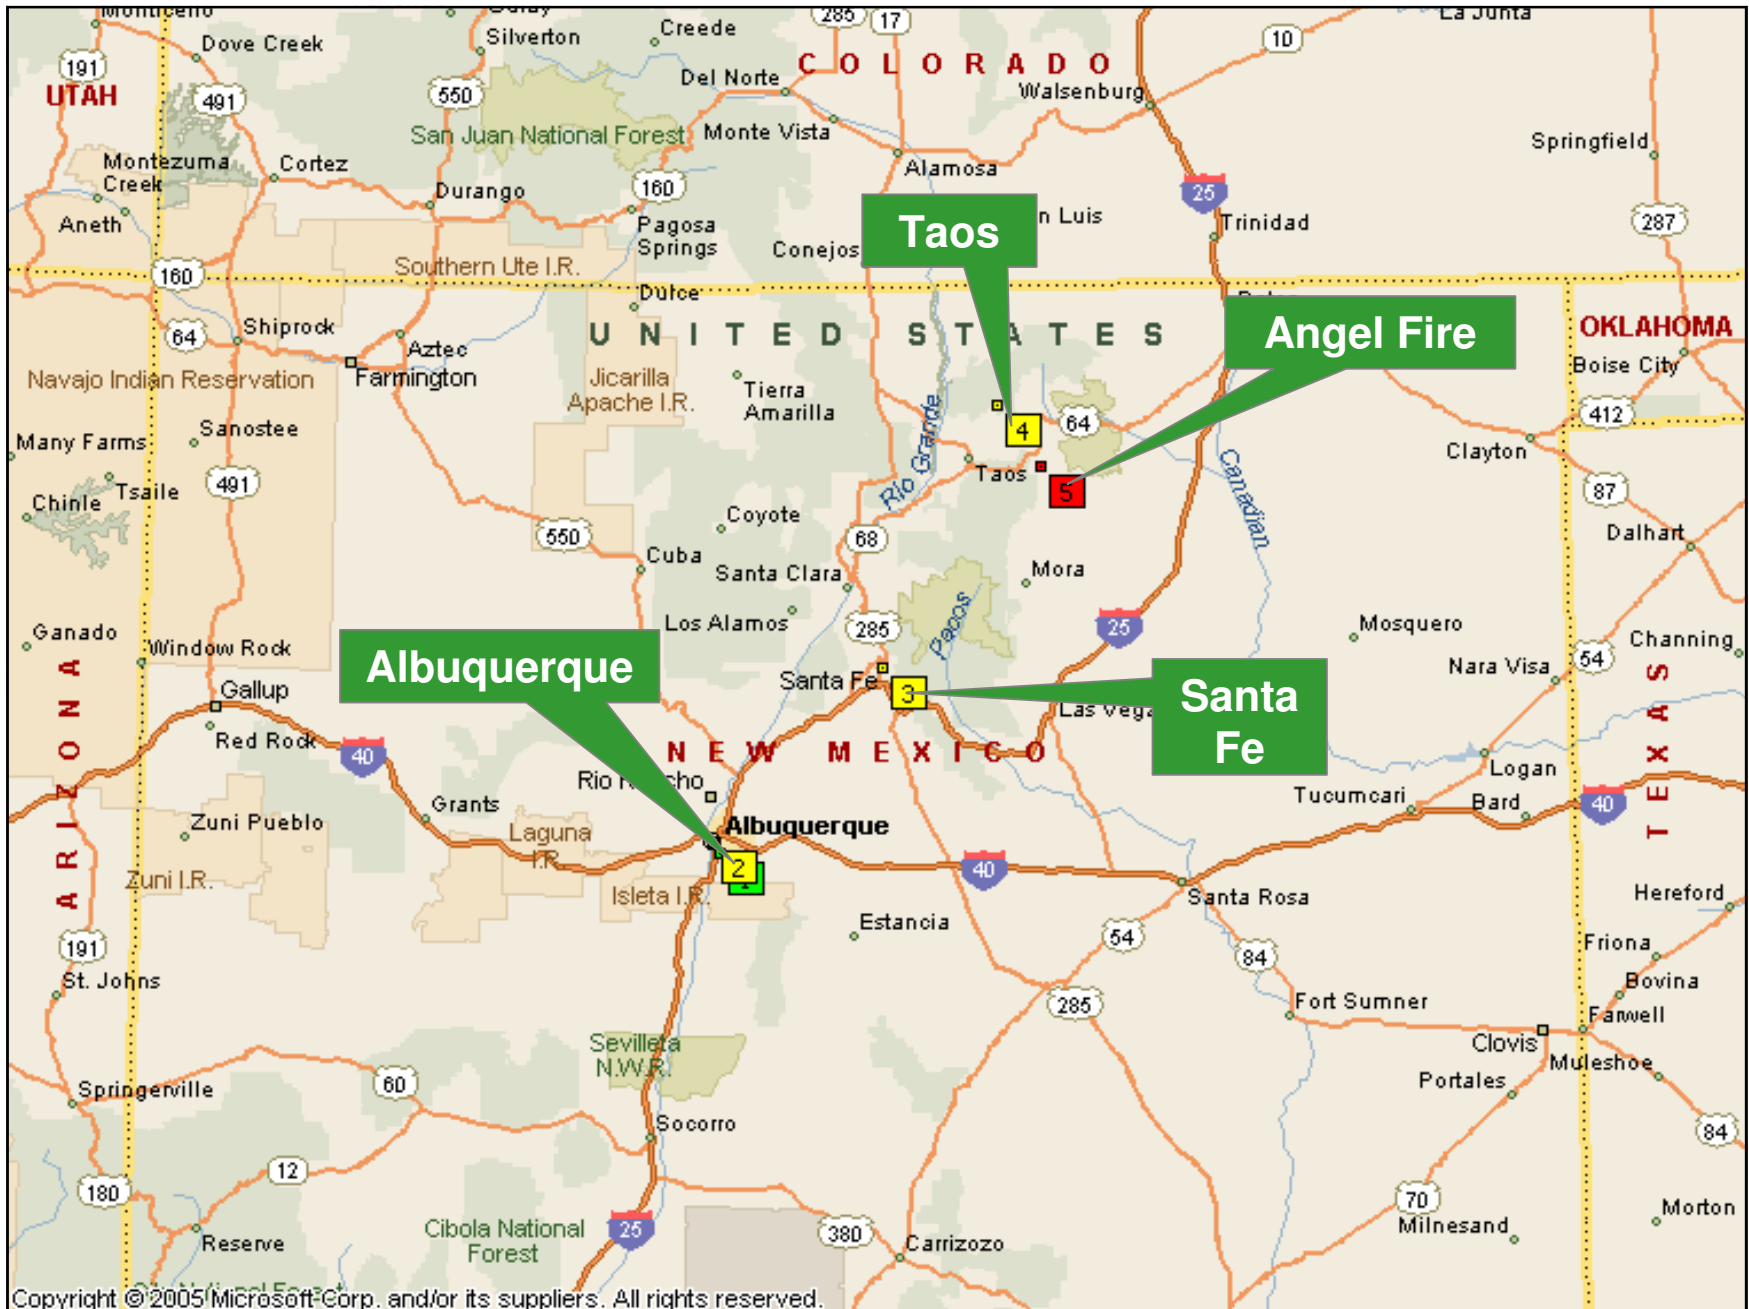 Monticello
Ouray
285
17
La Junta
Dove Creek
Silverton
Creede
10
191
UTAH
491
550
Del Norte
COLORADO
Walsenburg
San Juan National Forest
Monte Vista
Springfield
Montezuma
Creek
Cortez
Alamosa
Durango
160
25
Aneth
Pagosa
Springs
Taos
n Luis
Trinidad
287
Conejos
160
Southern Ute I.R.
Dulce
64
Shiprock
UNITED STATES
Angel Fire
OKLAHOMA
Aztec
Boise City
Navajo Indian Reservation
Farmington
Jicarilla
Apache I.R.
Tierra
Amarilla
Rio Grande
4
64
412
Many Farms
Sanostee
Clayton
491
Taos
5
Canadian
87
Chinle
Tsaile
Coyote
550
68
Dalhart
Cuba
Santa Clara
Mora
Los Alamos
285
Pecos
25
Mosquero
Ganado
Window Rock
Channing
54
Nara Visa
Albuquerque
Santa Fe
3
Santa
Fe
Gallup
Las Vega
ARIZONA
Red Rock
40
NEW MEXICO
TEXAS
Logan
Rio R cho
Tucumcari
Bard
40
Grants
Zuni Pueblo
Laguna
I.R.
Albuquerque
2
40
Zuni I.R.
Isleta I.R.
Santa Rosa
Hereford
Estancia
54
84
Friona
191
St. Johns
Bovina
285
Fort Sumner
Farwell
Sevilleta
N.W.R.
Clovis
Muleshoe
60
Portales
Springerville
Socorro
84
12
180
70
Morton
Cibola National
Forest
25
380
Milnesand
Reserve
Carrizozo
Copyright © 2005 Microsoft Corp. and/or its suppliers. All rights reserved.